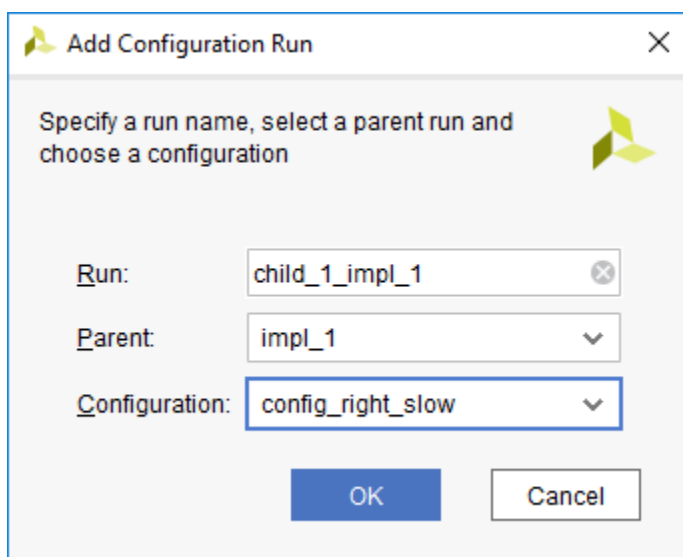 Add Configuration Run
Specify a run name, select a parent run and
choose a configuration
Run: child_1_impl_1
Parent: impl_1
Configuration: config_right_slow
OK Cancel